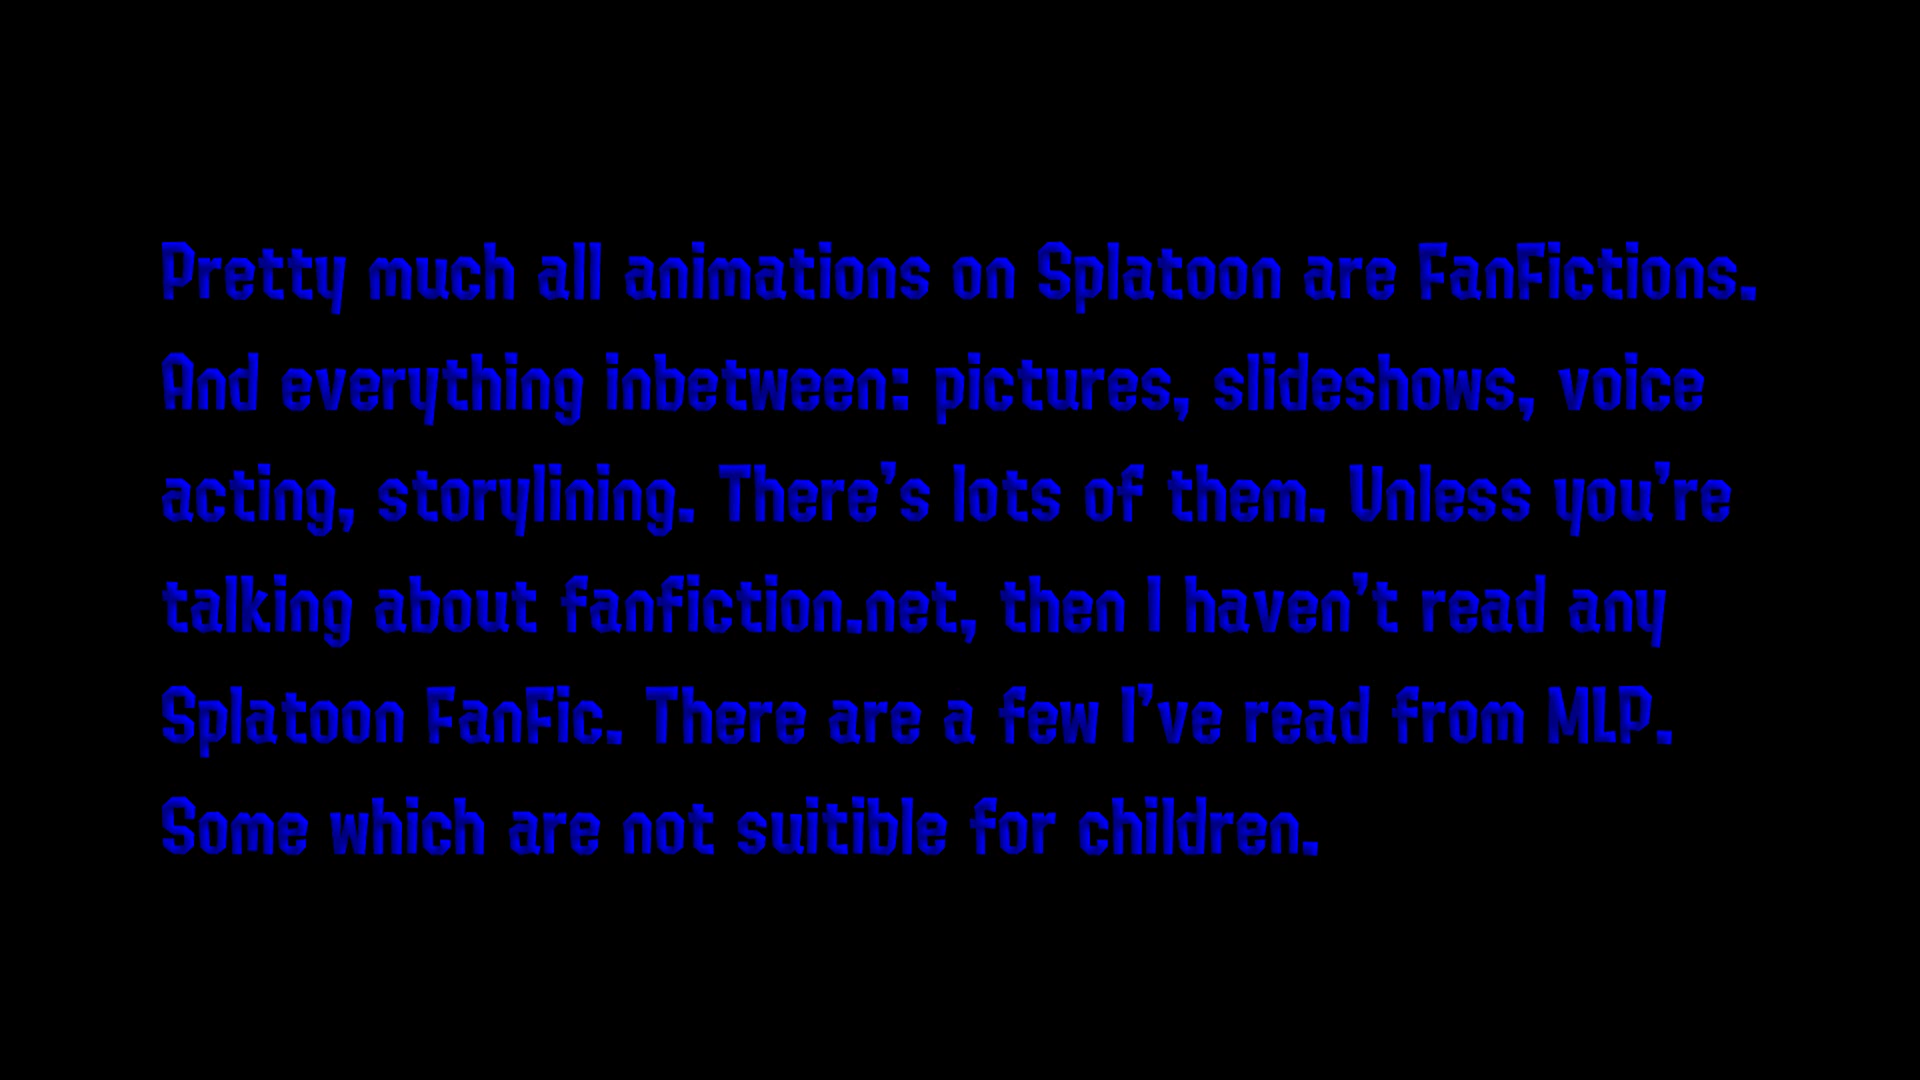 Pretty much all animations on Splatoon are FanFictions.
And everything inbetween: pictures, slideshows, voice
acting, storylining. There's lots of them. Unless you're
talking about fanfiction.net, then I haven't read any
Splatoon FanFic. There are a few I've read from MLP.
Some which are not suitible for children.